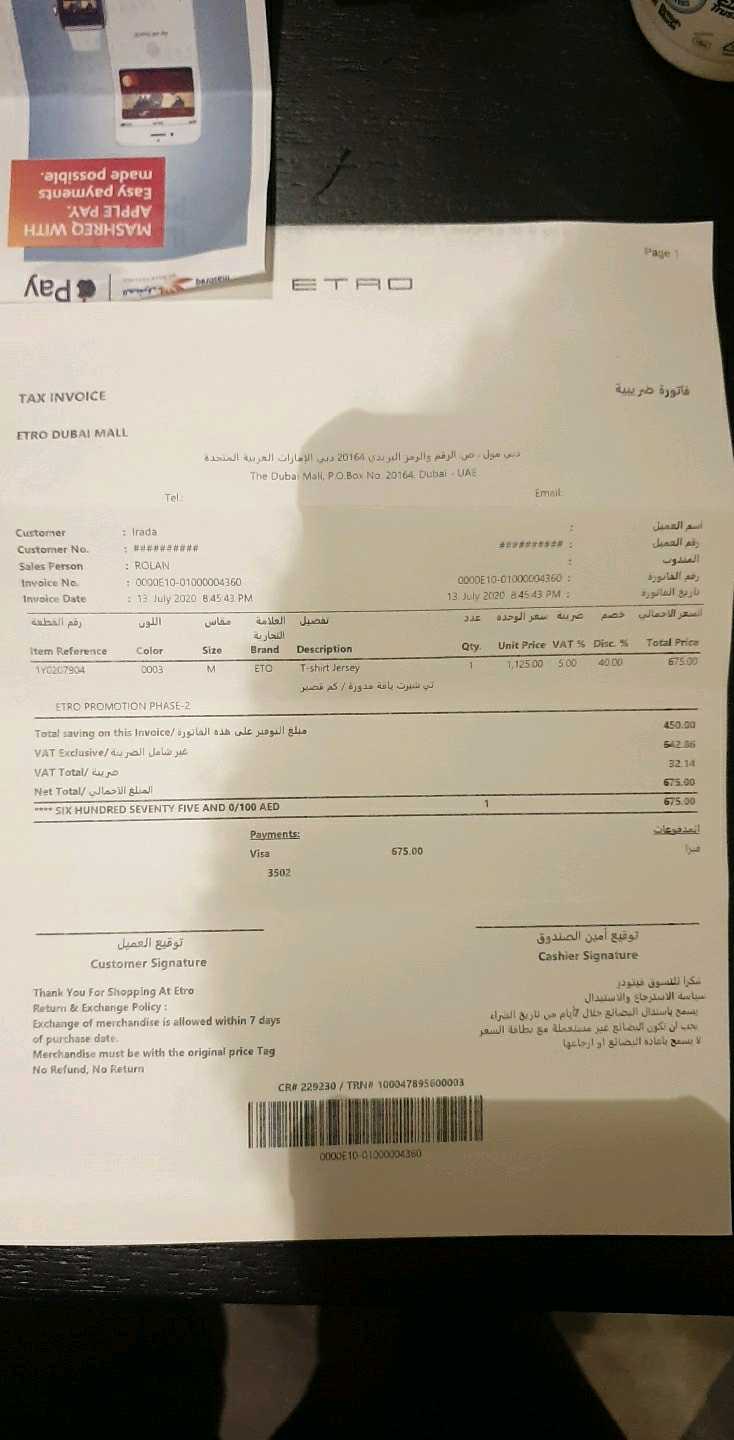 MASHREQ WITH
APPLE PAY.
Easy payments
made possible.
Pay
المشرق
mashreq
Page 1
ETRO
TAX INVOICE
فاتورة ضريبية
ETRO DUBAI MALL
دبي مول ، ص. الرقم والرمز البريدي 20164 دبي الإمارات العربية المتحدة
The Dubai Mall, P.O.Box No. 20164, Dubai - UAE
Tel.: Email:
Customer : Irada : اسم العميل
Customer No. : ########## ########## : رقم العميل
Sales Person : ROLAN : المندوب
Invoice No. : 0000E10-01000004360 0000E10-01000004360 : رقم الفاتورة
Invoice Date : 13. July 2020 8:45:43 PM 13. July 2020 8:45:43 PM : تاريخ الفاتورة
رقم القطعة اللون مقاس العلامة التجارية تفصيل عدد سعر الوحدة ضريبة خصم السعر الاجمالي
Item Reference Color Size Brand Description Qty. Unit Price VAT % Disc. % Total Price
1Y0207904 0003 M ETO T-shirt Jersey 1 1,125.00 5.00 40.00 675.00
تي شيرت ياقة مدورة / كم قصير
ETRO PROMOTION PHASE-2
Total saving on this Invoice/ مبلغ التوفير على هذه الفاتورة 450.00
VAT Exclusive/ غير شامل الضريبة 642.86
VAT Total/ ضريبة 32.14
Net Total/ المبلغ الاجمالي 675.00
**** SIX HUNDRED SEVENTY FIVE AND 0/100 AED 1 675.00
Payments: المدفوعات
Visa 675.00 فيزا
3502
توقيع العميل
Customer Signature
توقيع أمين الصندوق
Cashier Signature
Thank You For Shopping At Etro
Return & Exchange Policy :
Exchange of merchandise is allowed within 7 days
of purchase date.
Merchandise must be with the original price Tag
No Refund, No Return
شكرا للتسوق
سياسة الاسترجاع والاستبدال
يسمح باستبدال البضائع خلال 7أيام من تاريخ الشراء
يجب ان تكون البضائع غير مستعملة مع بطاقة السعر
لا يسمح باعادة البضائع او ارجاعها
CR# 229230 / TRN# 100047895600003
0000E10-01000004360